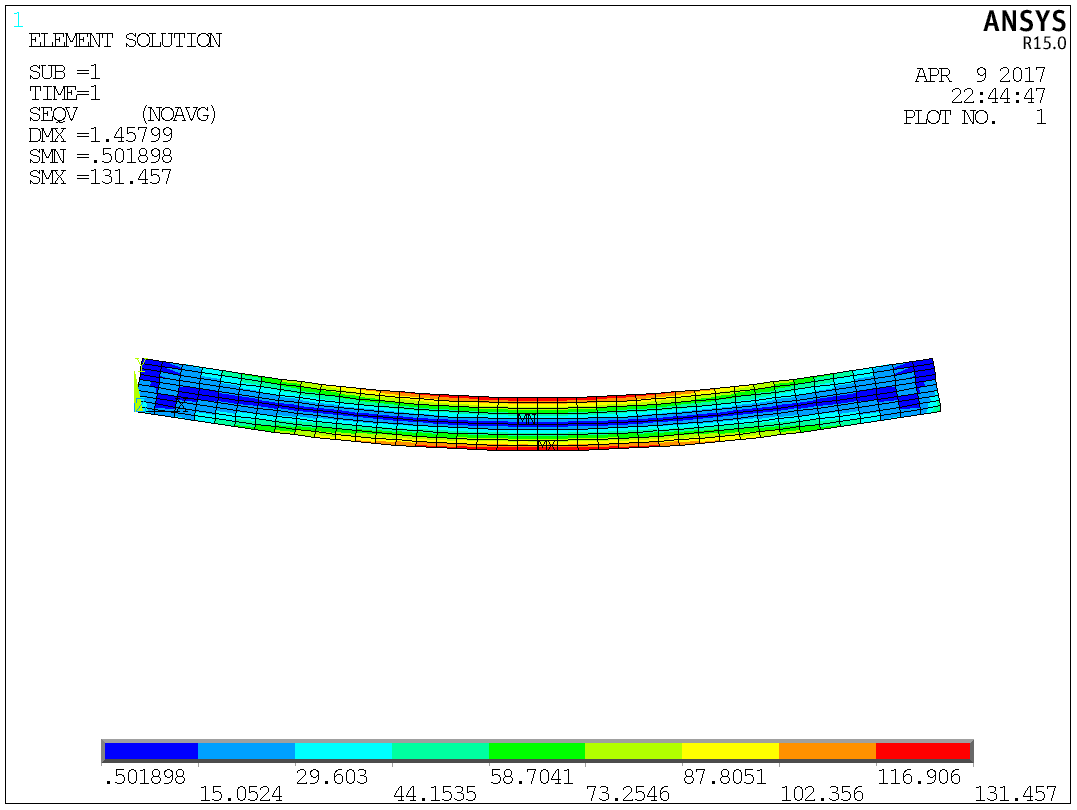 1
ANSYS
R15.0
ELEMENT SOLUTION
SUB =1
TIME=1
SEQV (NOAVG)
DMX =1.45799
SMN =.501898
SMX =131.457
APR 9 2017
22:44:47
PLOT NO. 1
MN
MX
.501898
15.0524
29.603
44.1535
58.7041
73.2546
87.8051
102.356
116.906
131.457